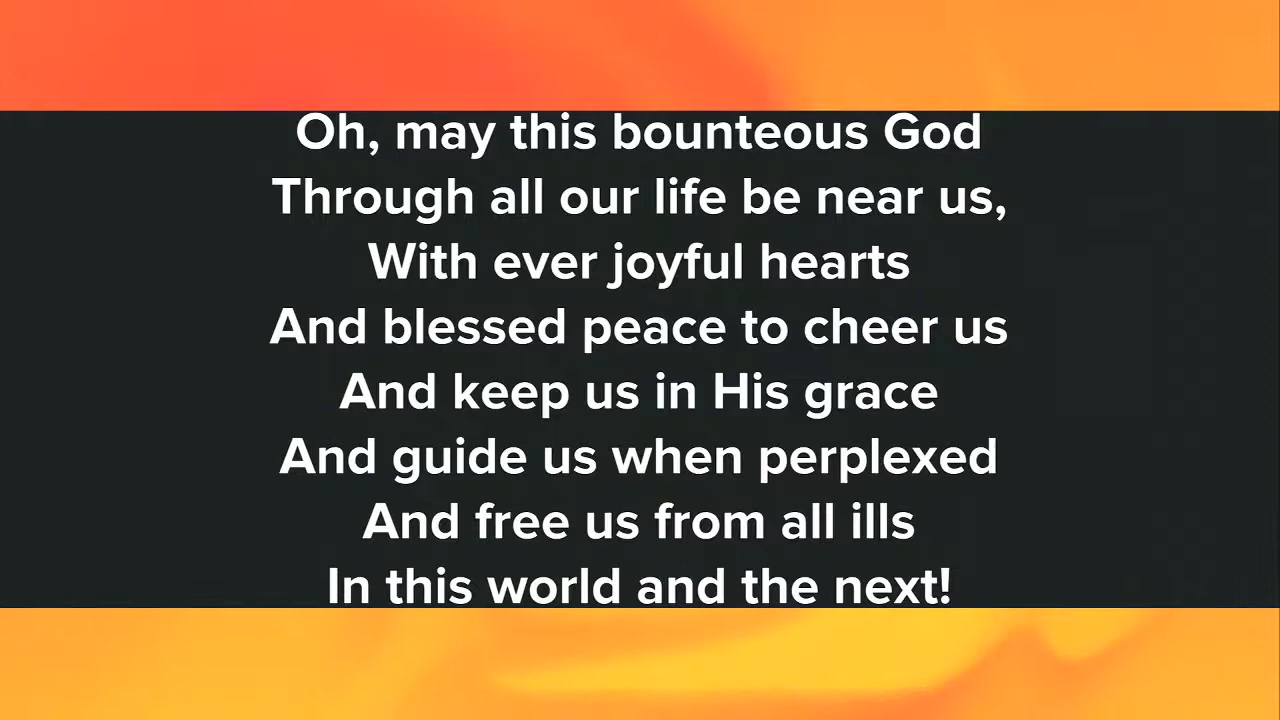 Oh, may this bounteous God
Through all our life be near us,
With ever joyful hearts
And blessed peace to cheer us
And keep us in His grace
And guide us when perplexed
And free us from all ills
In this world and the next!